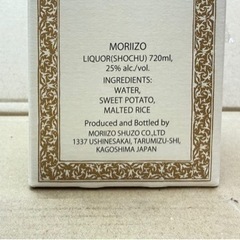 MORIIZO
LIQUOR(SHOCHU) 720ml,
25% alc./vol.
INGREDIENTS:
WATER,
SWEET POTATO,
MALTED RICE
Produced and Bottled by
MORIIZO SHUZO CO.,LTD
1337 USHINESAKAI, TARUMIZU-SHI,
KAGOSHIMA JAPAN